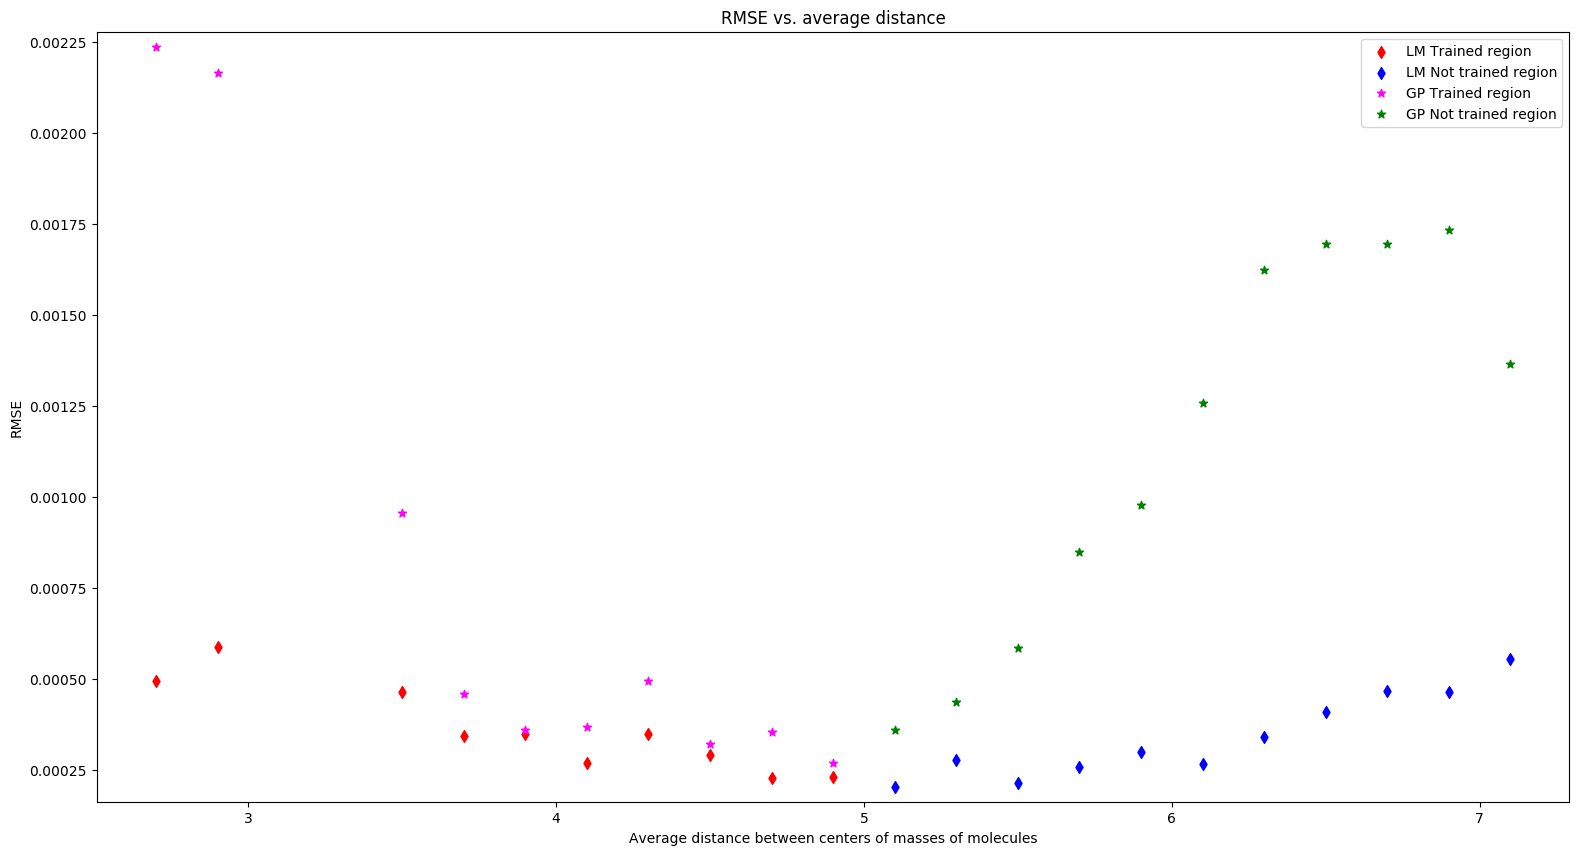 RMSE vs. average distance
LM Trained region
LM Not trained region
GP Trained region
GP Not trained region
RMSE
0.00225
0.00200
0.00175
0.00150
0.00125
0.00100
0.00075
0.00050
0.00025
3
4
5
6
7
Average distance between centers of masses of molecules